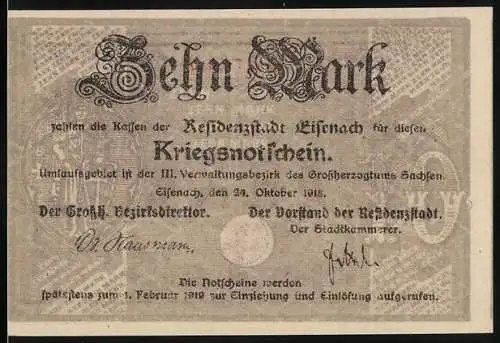 Zehn Mark
zahlen die Kassen der Residenzstadt Eisenach für diesen
Kriegsnotschein.
Umlaufsgebiet ist der III. Verwaltungsbezirk des Großherzogtums Sachsen.
Eisenach, den 24. Oktober 1918.
Der Großh. Bezirksdirektor. Der Vorstand der Residenzstadt.
Der Stadtkämmerer.
Die Notscheine werden
spätestens zum 1. Februar 1919 zur Einziehung und Einlösung aufgerufen.